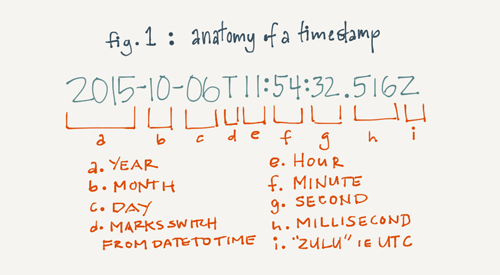 fig. 1 : anatomy of a timestamp
2015-10-06T11:54:32.516Z
a b c d e f g h i
a. YEAR
b. MONTH
c. DAY
d. MARKS SWITCH
FROM DATE TO TIME
e. HOUR
f. MINUTE
g. SECOND
h. MILLISECOND
i. "ZULU" IE UTC